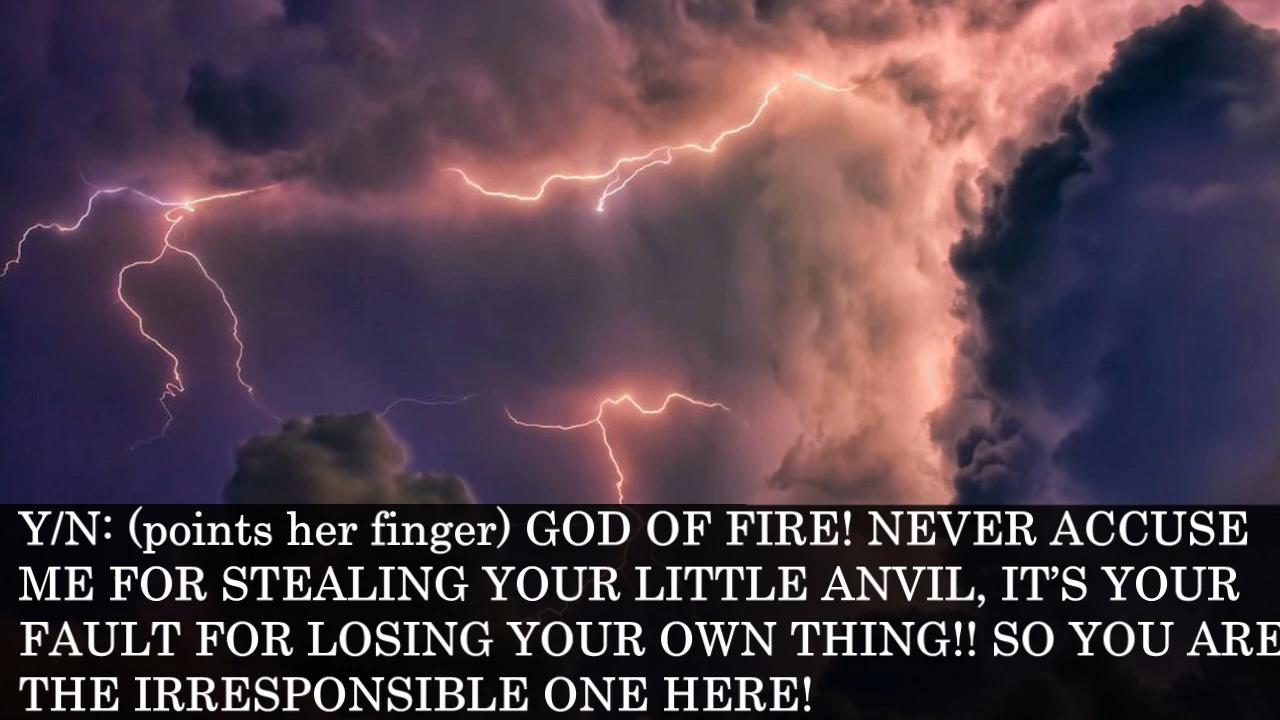 Y/N: (points her finger) GOD OF FIRE! NEVER ACCUSE
ME FOR STEALING YOUR LITTLE ANVIL, IT’S YOUR
FAULT FOR LOSING YOUR OWN THING!! SO YOU ARE
THE IRRESPONSIBLE ONE HERE!